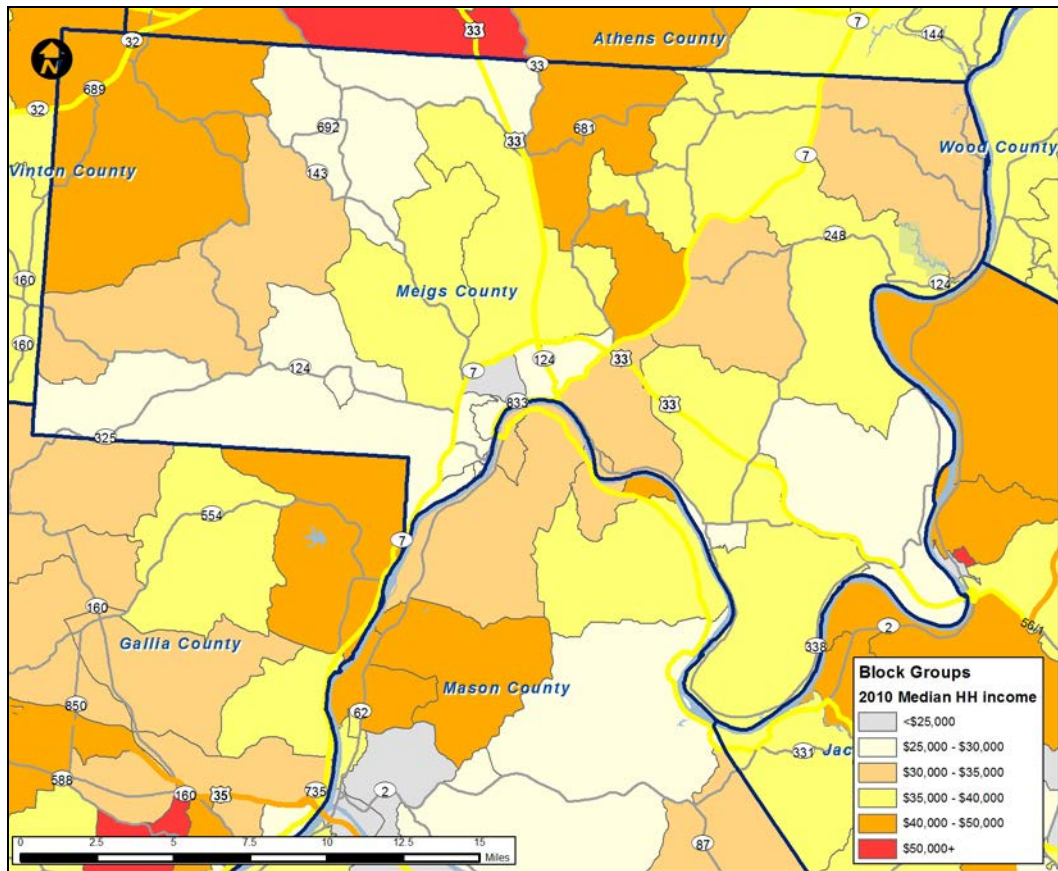 33
7
144
Athens County
32
33
N
689
32
681
692
33
7
Wood County
Vinton County
143
248
160
124
Meigs County
160
124
33
7
124
833
33
325
554
7
160
Gallia County
56/1
2
338
Mason County
Block Groups
2010 Median HH income
<$25,000
$25,000 - $30,000
$30,000 - $35,000
$35,000 - $40,000
$40,000 - $50,000
$50,000+
850
62
331
Jac
588
160
35
735
2
87
0 2.5 5 7.5 10 12.5 15
Miles